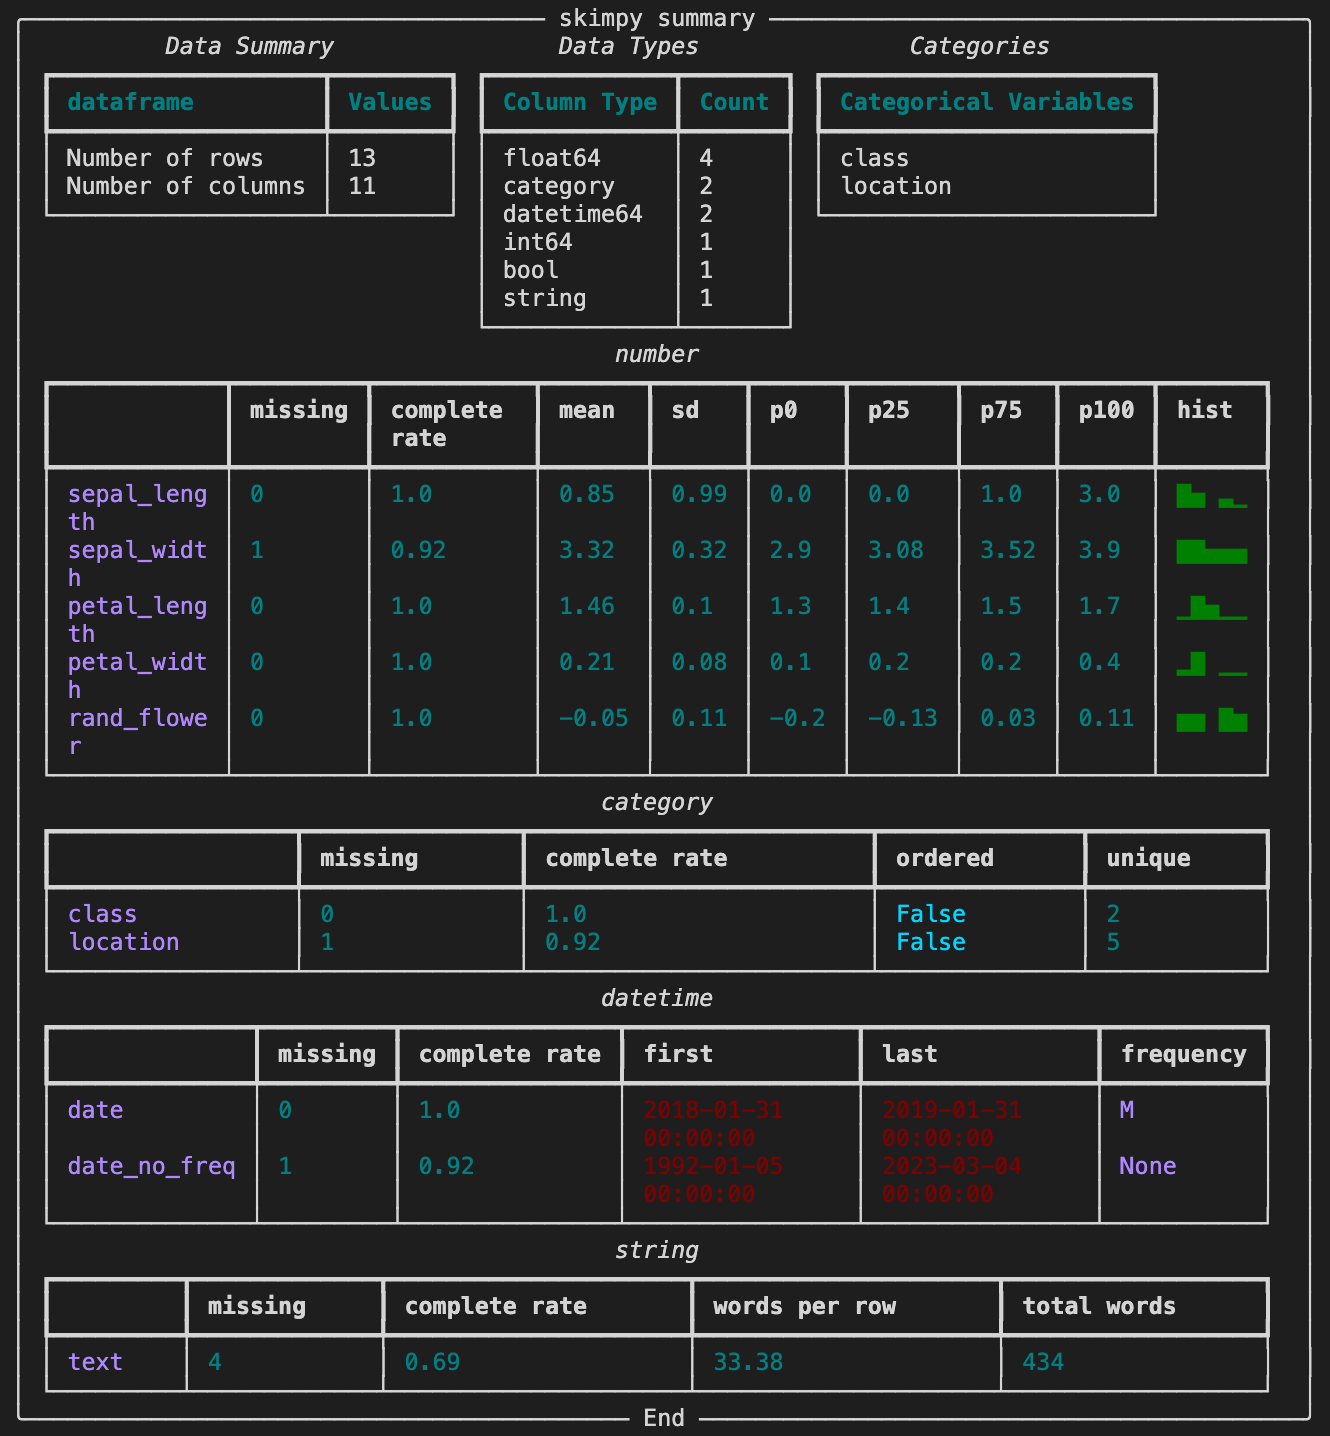 skimpy summary
Data Summary Data Types Categories
dataframe Values Column Type Count Categorical Variables
Number of rows 13 float64 4 class
Number of columns 11 category 2 location
datetime64 2
int64 1
bool 1
string 1
number
missing complete mean sd p0 p25 p75 p100 hist
rate
sepal_leng 0 1.0 0.85 0.99 0.0 0.0 1.0 3.0
th
sepal_widt 1 0.92 3.32 0.32 2.9 3.08 3.52 3.9
h
petal_leng 0 1.0 1.46 0.1 1.3 1.4 1.5 1.7
th
petal_widt 0 1.0 0.21 0.08 0.1 0.2 0.2 0.4
h
rand_flowe 0 1.0 −0.05 0.11 −0.2 −0.13 0.03 0.11
r
category
missing complete rate ordered unique
class 0 1.0 False 2
location 1 0.92 False 5
datetime
missing complete rate first last frequency
date 0 1.0 2018−01−31 2019−01−31 M
00:00:00 00:00:00
date_no_freq 1 0.92 1992−01−05 2023−03−04 None
00:00:00 00:00:00
string
missing complete rate words per row total words
text 4 0.69 33.38 434
End